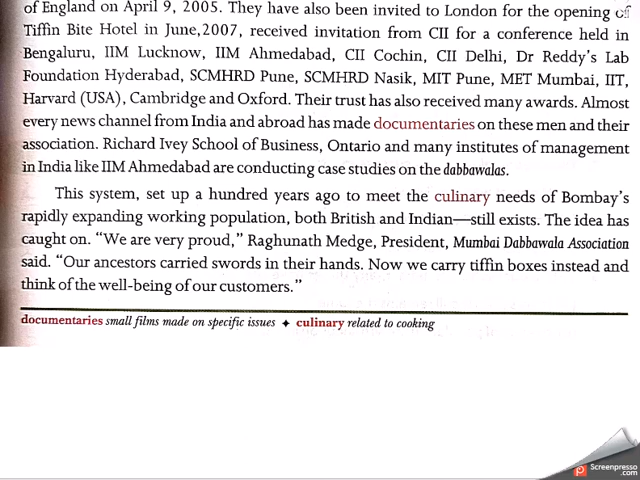 of England on April 9, 2005. They have also been invited to London for the opening of
Tiffin Bite Hotel in June,2007, received invitation from CII for a conference held in
Bengaluru, IIM Lucknow, IIM Ahmedabad, CII Cochin, CII Delhi, Dr Reddy's Lab
Foundation Hyderabad, SCMHRD Pune, SCMHRD Nasik, MIT Pune, MET Mumbai, IIT,
Harvard (USA), Cambridge and Oxford. Their trust has also received many awards. Almost
every news channel from India and abroad has made documentaries on these men and their
association. Richard Ivey School of Business, Ontario and many institutes of management
in India like IIM Ahmedabad are conducting case studies on the dabbawalas.
This system, set up a hundred years ago to meet the culinary needs of Bombay's
rapidly expanding working population, both British and Indian—still exists. The idea has
caught on. "We are very proud," Raghunath Medge, President, Mumbai Dabbawala Association
said. "Our ancestors carried swords in their hands. Now we carry tiffin boxes instead and
think of the well-being of our customers."
documentaries small films made on specific issues ✦ culinary related to cooking
Screenpresso
.com